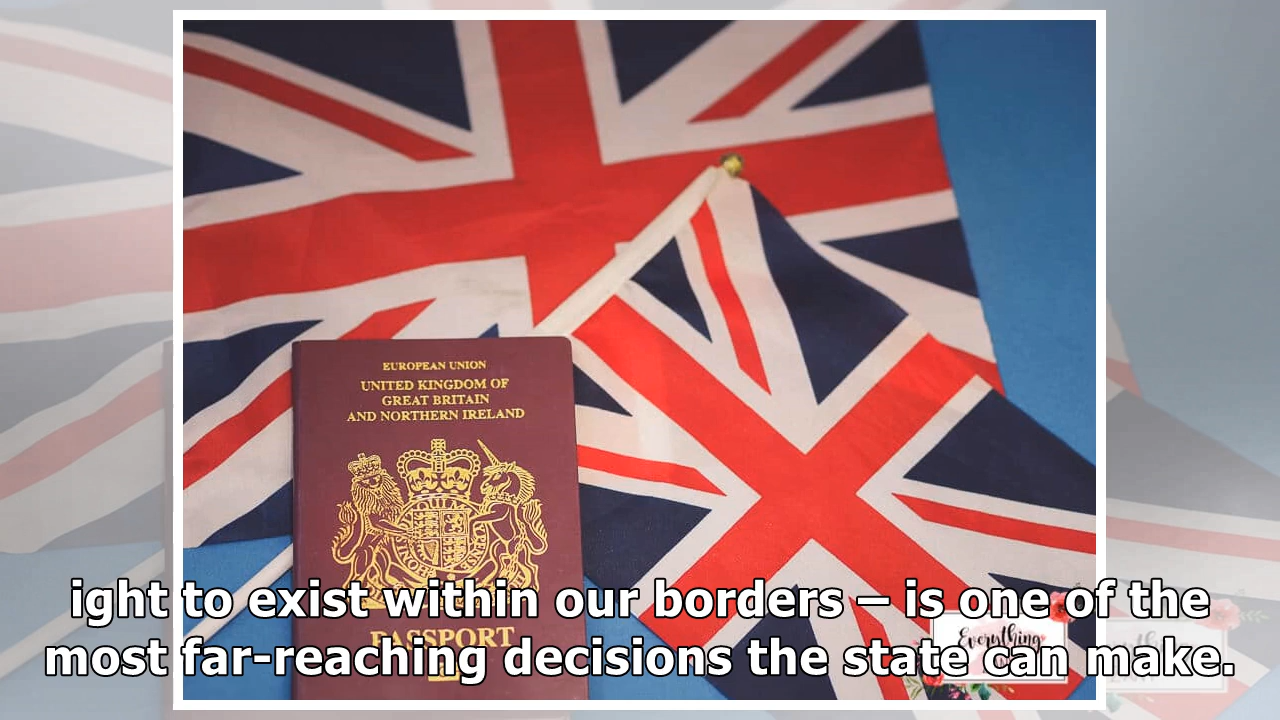 EUROPEAN UNION
UNITED KINGDOM OF
GREAT BRITAIN
AND NORTHERN IRELAND
PASSPORT
ight to exist within our borders – is one of the
most far-reaching decisions the state can make.
Everything